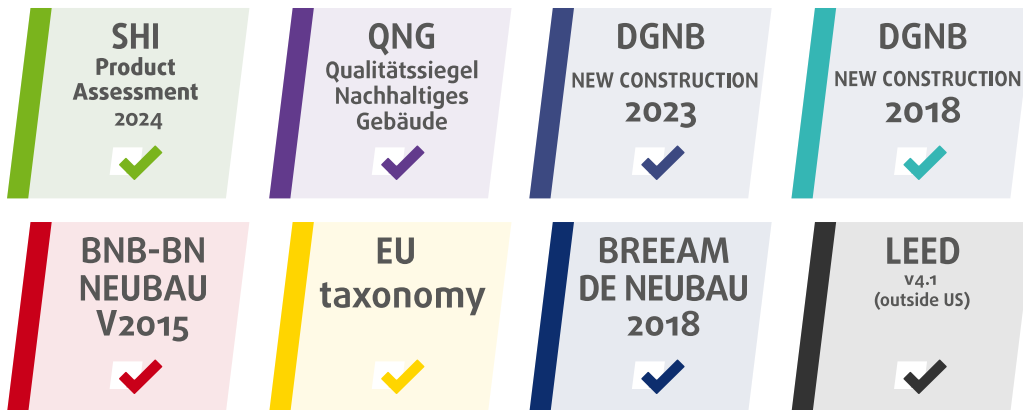 SHI
Product
Assessment
2024
QNG
Qualitätssiegel
Nachhaltiges
Gebäude
DGNB
NEW CONSTRUCTION
2023
DGNB
NEW CONSTRUCTION
2018
BNB-BN
NEUBAU
V2015
EU
taxonomy
BREEAM
DE NEUBAU
2018
LEED
v4.1
(outside US)